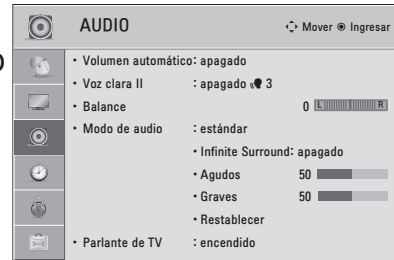 AUDIO Mover Ingresar
• Volumen automático: apagado
• Voz clara II : apagado 3
• Balance 0 L R
• Modo de audio : estándar
• Infinite Surround: apagado
• Agudos 50
• Graves 50
• Restablecer
• Parlante de TV : encendido